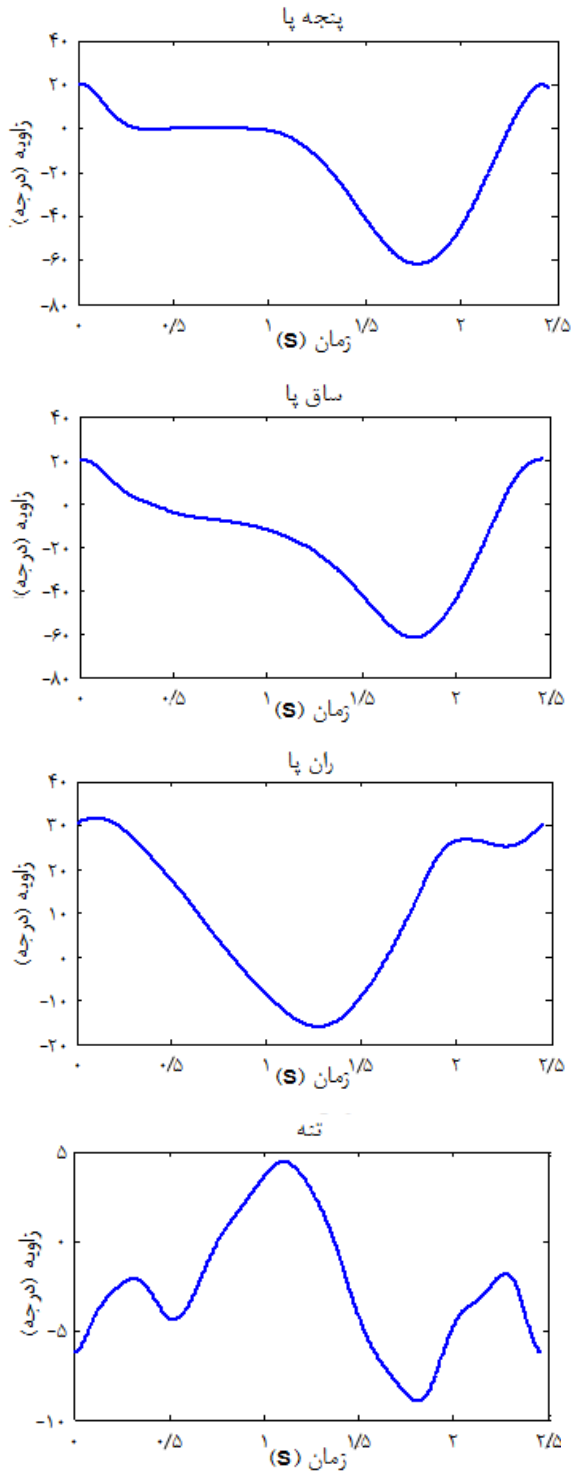 پنجه پا
۴۰
۲۰
۰
-۲۰
-۴۰
-۶۰
-۸۰
زاویه (درجه)
۰ ۰/۵ ۱ ۱/۵ ۲ ۲/۵
زمان (S)
ساق پا
۴۰
۲۰
۰
-۲۰
-۴۰
-۶۰
-۸۰
زاویه (درجه)
۰ ۰/۵ ۱ ۱/۵ ۲ ۲/۵
زمان (S)
ران پا
۴۰
۳۰
۲۰
۱۰
۰
-۱۰
-۲۰
زاویه (درجه)
۰ ۰/۵ ۱ ۱/۵ ۲ ۲/۵
زمان (S)
تنه
۵
۰
-۵
-۱۰
زاویه (درجه)
۰ ۰/۵ ۱ ۱/۵ ۲ ۲/۵
زمان (S)